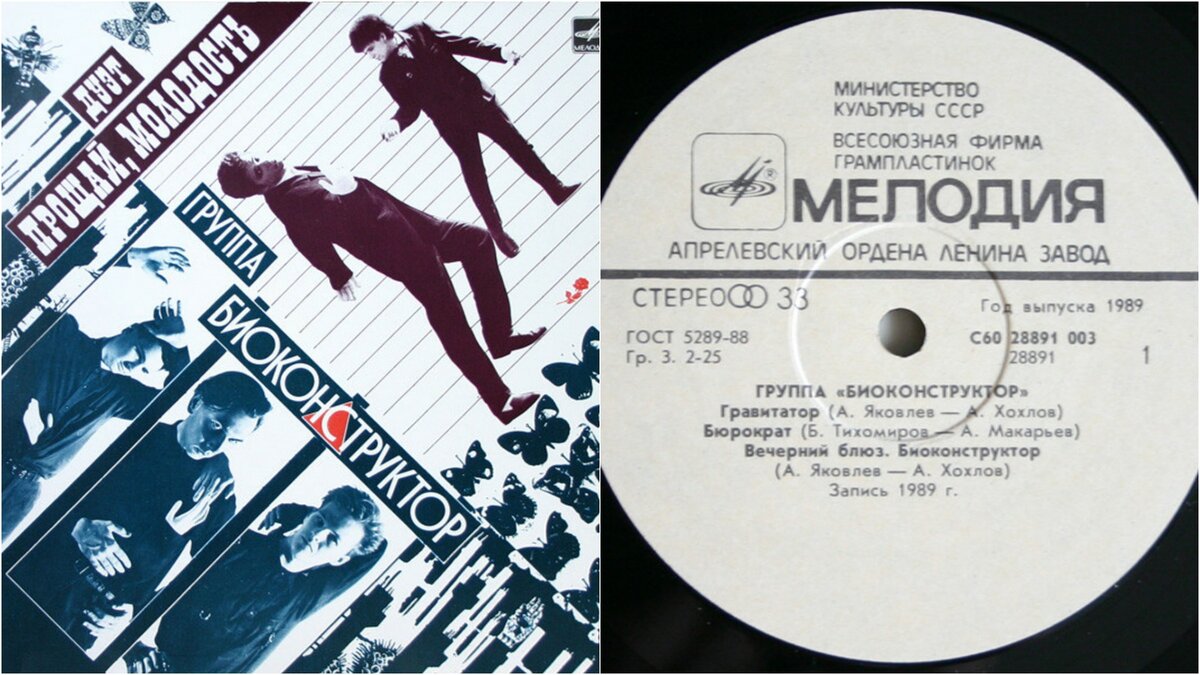 ДУЭТ
ПРОЩАЙ, МОЛОДОСТЬ
МЕЛОДИЯ
ГРУППА
БИОКОНСТРУКТОР
МИНИСТЕРСТВО
КУЛЬТУРЫ СССР
ВСЕСОЮЗНАЯ ФИРМА
ГРАМПЛАСТИНОК
®
МЕЛОДИЯ
АПРЕЛЕВСКИЙ ОРДЕНА ЛЕНИНА ЗАВОД
СТЕРЕО 33
Год выпуска 1989
ГОСТ 5289-88
С60 28891 003
Гр. 3. 2-25
28891
1
ГРУППА «БИОКОНСТРУКТОР»
Гравитатор (А. Яковлев — А. Хохлов)
Бюрократ (Б. Тихомиров — А. Макарьев)
Вечерний блюз. Биоконструктор
(А. Яковлев — А. Хохлов)
Запись 1989 г.